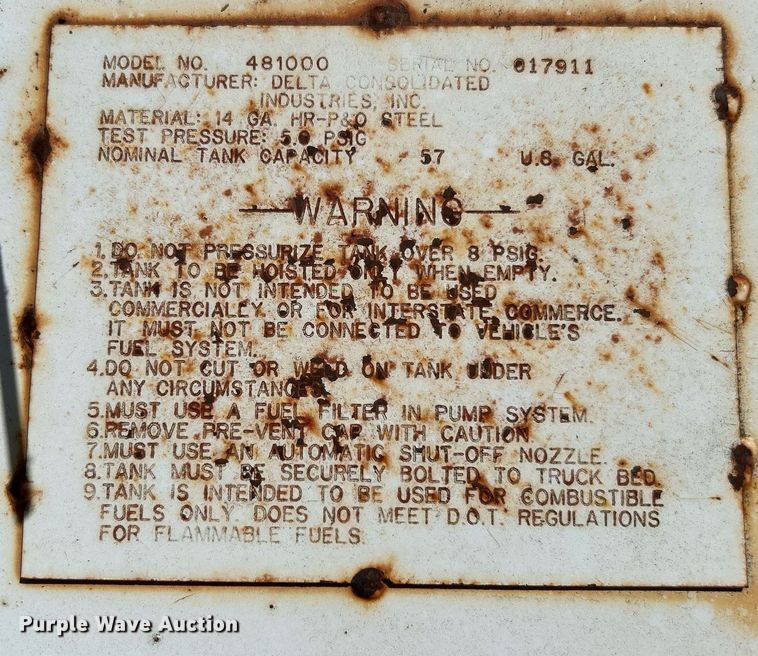 MODEL NO. 481000 SERIAL NO. 017911
MANUFACTURER: DELTA CONSOLIDATED
INDUSTRIES, INC.
MATERIAL: 14 GA. HR-P&O STEEL
TEST PRESSURE: 5.0 PSIG
NOMINAL TANK CAPACITY 57 U.S. GAL.
WARNING
1. DO NOT PRESSURIZE TANK OVER 8 PSIG.
2. TANK TO BE HOISTED ONLY WHEN EMPTY.
3. TANK IS NOT INTENDED TO BE USED
COMMERCIALLY OR FOR INTERSTATE COMMERCE.
IT MUST NOT BE CONNECTED TO VEHICLE'S
FUEL SYSTEM.
4. DO NOT CUT OR WELD ON TANK UNDER
ANY CIRCUMSTANCES.
5. MUST USE A FUEL FILTER IN PUMP SYSTEM.
6. REMOVE PRE-VENT CAP WITH CAUTION
7. MUST USE AN AUTOMATIC SHUT-OFF NOZZLE.
8. TANK MUST BE SECURELY BOLTED TO TRUCK BED.
9. TANK IS INTENDED TO BE USED FOR COMBUSTIBLE
FUELS ONLY DOES NOT MEET D.O.T. REGULATIONS
FOR FLAMMABLE FUELS.
Purple Wave Auction